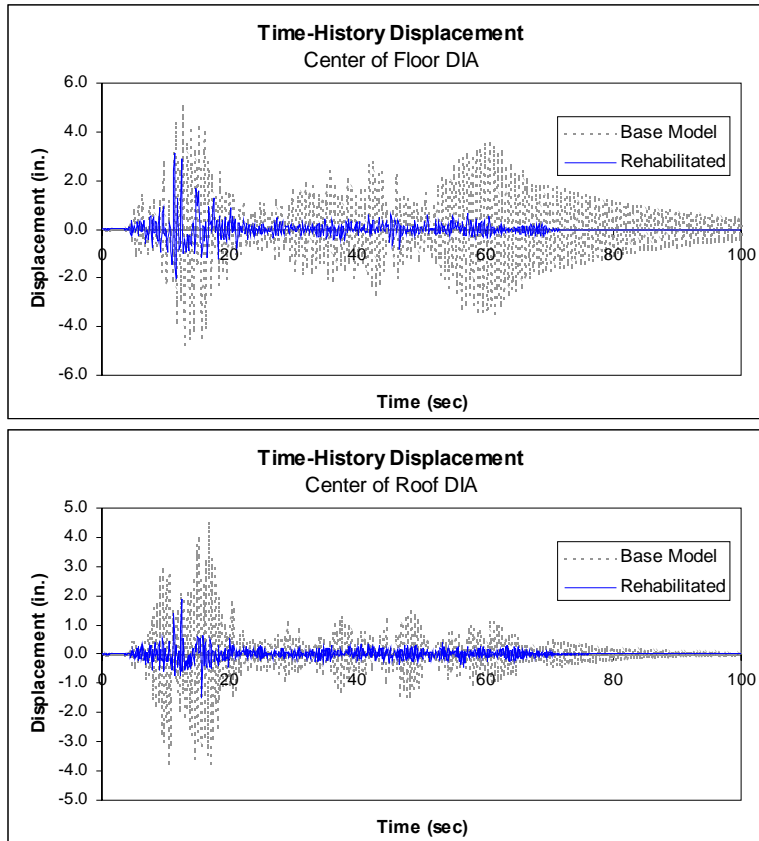 Time-History Displacement
Center of Floor DIA
6.0
4.0
2.0
0.0
-2.0
-4.0
-6.0
0 20 40 60 80 100
Displacement (in.)
Time (sec)
Base Model
Rehabilitated
Time-History Displacement
Center of Roof DIA
5.0
4.0
3.0
2.0
1.0
0.0
-1.0
-2.0
-3.0
-4.0
-5.0
0 20 40 60 80 100
Displacement (in.)
Time (sec)
Base Model
Rehabilitated